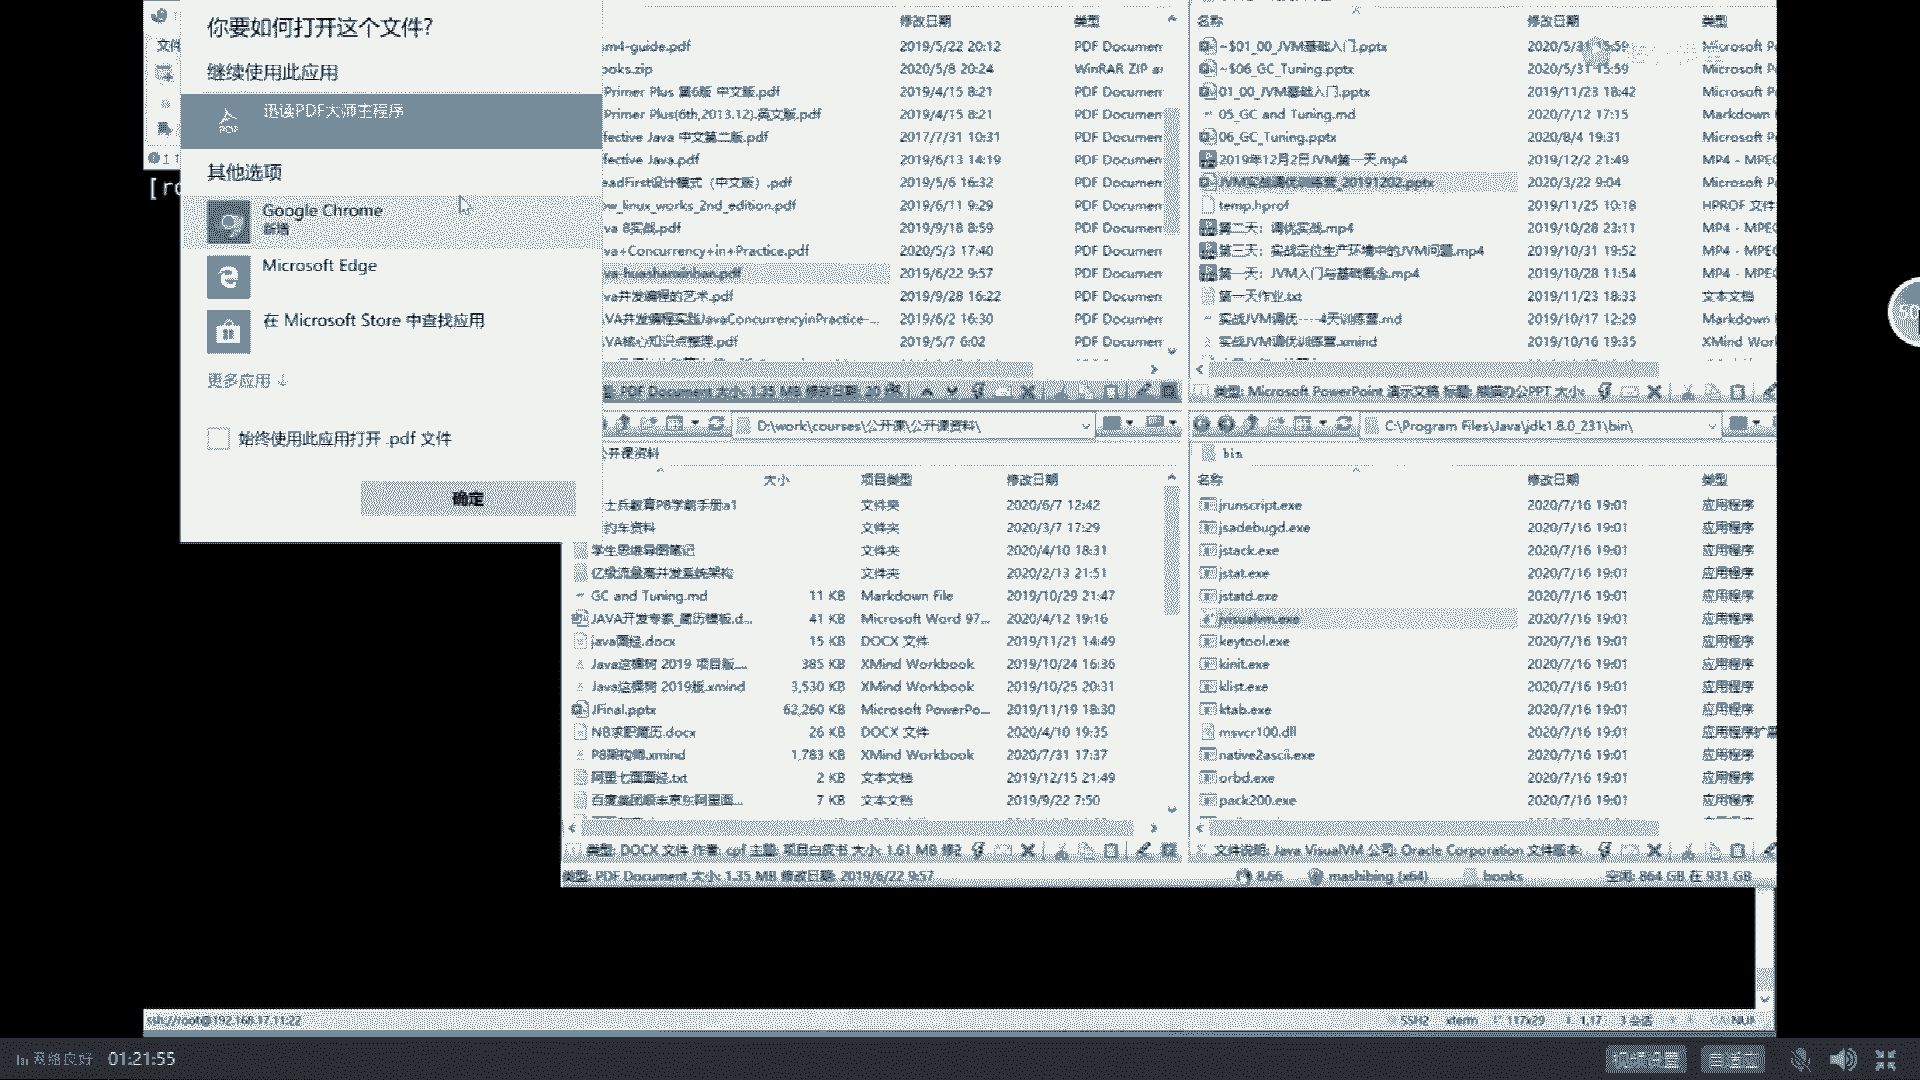 你要如何打开这个文件?
继续使用此应用
迅读PDF大师主程序
其他选项
Google Chrome
新增
Microsoft Edge
在 Microsoft Store 中查找应用
更多应用 ↓
始终使用此应用打开 .pdf 文件
确定
文件
[ro
修改日期 类型
m4-guide.pdf 2019/5/22 20:12 PDF Documen
ooks.zip 2020/5/8 20:24 WinRAR ZIP
Primer Plus 第6版 中文版.pdf 2019/4/15 8:21 PDF Documen
Primer Plus(6th,2013.12).英文版.pdf 2019/4/15 8:21 PDF Documen
fective Java 中文第二版.pdf 2017/7/31 10:31 PDF Documen
fective Java.pdf 2019/6/13 14:19 PDF Documen
eadFirst设计模式（中文版）.pdf 2019/5/6 16:32 PDF Documen
ow_linux_works_2nd_edition.pdf 2019/6/11 9:29 PDF Documen
va 8实战.pdf 2019/9/18 8:59 PDF Documen
va+Concurrency+in+Practice.pdf 2020/5/3 17:40 PDF Documen
va-huashanxinban.pdf 2019/6/22 9:57 PDF Documen
va并发编程的艺术.pdf 2019/9/28 16:22 PDF Documen
VA并发编程实践JavaConcurrencyinPractice-... 2019/6/2 16:30 PDF Documen
VA核心知识点整理.pdf 2019/5/7 6:02 PDF Documen
PDF Document 大小: 1.35 MB 修改日期: 20
名称 修改日期 类型
~$01_00_JVM基础入门.pptx 2020/5/31 15:59 Microsoft P
~$06_GC_Tuning.pptx 2020/5/31 15:59 Microsoft P
01_00_JVM基础入门.pptx 2019/11/23 18:42 Microsoft P
05_GC and Tuning.md 2020/7/12 17:15 Markdown
06_GC_Tuning.pptx 2020/8/4 19:31 Microsoft P
2019年12月2日JVM第一天.mp4 2019/12/2 21:49 MP4 - MPEG
JVM实战调优训练营_20191202.pptx 2020/3/22 9:04 Microsoft P
temp.hprof 2019/11/25 10:18 HPROF 文件
第二天：调优实战.mp4 2019/10/28 23:11 MP4 - MPEG
第三天：实战定位生产环境中的JVM问题.mp4 2019/10/31 19:52 MP4 - MPEG
第一天：JVM入门与基础概念.mp4 2019/10/28 11:54 MP4 - MPEG
第一天作业.txt 2019/11/23 18:33 文本文档
实战JVM调优----4天训练营.md 2019/10/17 12:29 Markdown
实战JVM调优训练营.xmind 2019/10/16 19:35 XMind Work
类型: Microsoft PowerPoint 演示文稿 标题: 熊猫办公PPT 大小:
D:\work\courses\公开课\公开课资料\
公开课资料
大小 项目类型 修改日期
士兵教育P8学习手册a1 文件夹 2020/6/7 12:42
约车资料 文件夹 2020/3/7 17:29
学生思维导图笔记 文件夹 2020/4/10 18:31
亿级流量高并发系统架构 文件夹 2020/2/13 21:51
GC and Tuning.md 11 KB Markdown File 2019/10/29 21:47
JAVA开发专家_简历模板.d... 41 KB Microsoft Word 97... 2020/4/12 19:16
java面经.docx 15 KB DOCX 文件 2019/11/21 14:49
Java这棵树 2019 项目版.... 385 KB XMind Workbook 2019/10/24 16:36
Java这棵树 2019版.xmind 3,530 KB XMind Workbook 2019/10/25 20:31
JFinal.pptx 62,260 KB Microsoft PowerPo... 2019/11/19 18:30
NB求职简历.docx 26 KB DOCX 文件 2020/4/10 19:35
P8架构师.xmind 1,783 KB XMind Workbook 2020/7/31 17:37
阿里七面面经.txt 2 KB 文本文档 2019/12/15 21:49
百度美团顺丰京东阿里面... 7 KB 文本文档 2019/9/22 7:50
类型: DOCX 文件 作者: cpf 主题: 项目白皮书 大小: 1.61 MB 修2
C:\Program Files\Java\jdk1.8.0_231\bin\
bin
名称 修改日期 类型
jrunscript.exe 2020/7/16 19:01 应用程序
jsadebugd.exe 2020/7/16 19:01 应用程序
jstack.exe 2020/7/16 19:01 应用程序
jstat.exe 2020/7/16 19:01 应用程序
jstatd.exe 2020/7/16 19:01 应用程序
jvisualvm.exe 2020/7/16 19:01 应用程序
keytool.exe 2020/7/16 19:01 应用程序
kinit.exe 2020/7/16 19:01 应用程序
klist.exe 2020/7/16 19:01 应用程序
ktab.exe 2020/7/16 19:01 应用程序
msvcr100.dll 2020/7/16 19:01 应用程序扩展
native2ascii.exe 2020/7/16 19:01 应用程序
orbd.exe 2020/7/16 19:01 应用程序
pack200.exe 2020/7/16 19:01 应用程序
文件说明: Java VisualVM 公司: Oracle Corporation 文件版本:
类型: PDF Document 大小: 1.35 MB 修改日期: 2019/6/22 9:57 8.66 mashibing (x64) books 空闲: 864 GB 在 931 GB
ssh://root@192.168.17.11:22 SSH2 xterm 117x29 1,17 1 会话 NUM
网络良好 01:21:55 视频设置 自适应